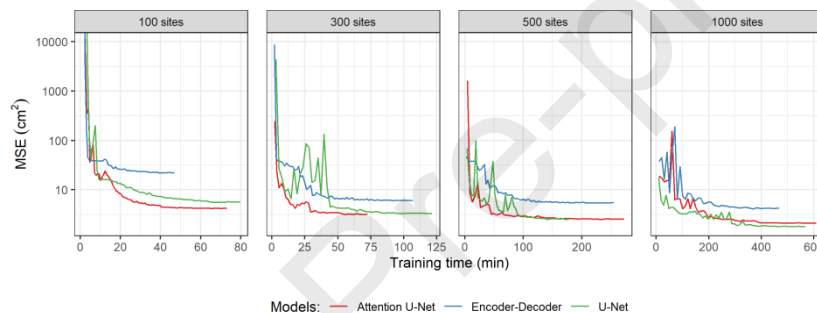 100 sites 300 sites 500 sites 1000 sites
10000
1000
100
10
MSE (cm²)
0 20 40 60 80 0 25 50 75 100 125 0 100 200 0 200 400 600
Training time (min)
Models: Attention U-Net Encoder-Decoder U-Net
Pre-p